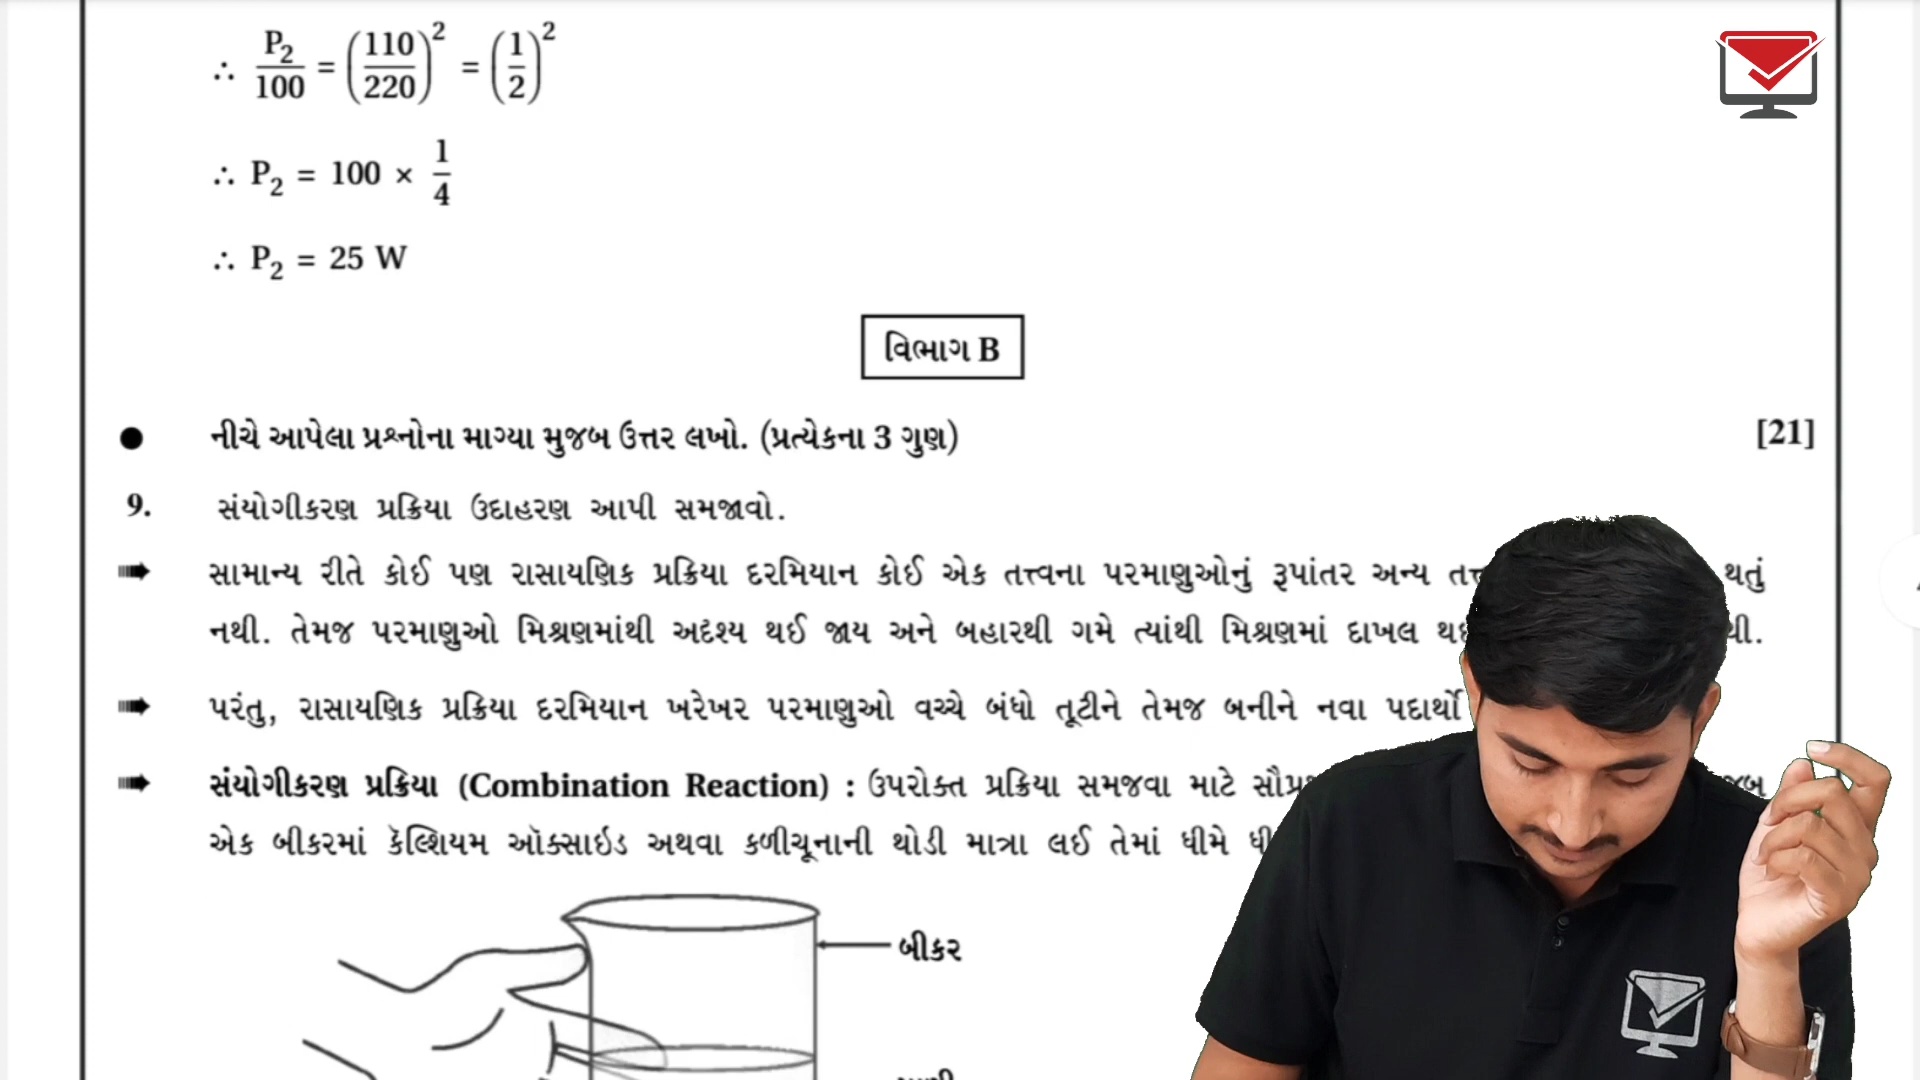 ∴ P₂/100 = (110/220)² = (1/2)²
∴ P₂ = 100 × 1/4
∴ P₂ = 25 W
વિભાગ B
● નીચે આપેલા પ્રશ્નોના માગ્યા મુજબ ઉત્તર લખો. (પ્રત્યેકના 3 ગુણ) [21]
9. સંયોગીકરણ પ્રક્રિયા ઉદાહરણ આપી સમજાવો.
સામાન્ય રીતે કોઈ પણ રાસાયણિક પ્રક્રિયા દરમિયાન કોઈ એક તત્ત્વના પરમાણુઓનું રૂપાંતર અન્ય થતું
નથી. તેમજ પરમાણુઓ મિશ્રણમાંથી અદૃશ્ય થઈ જાય અને બહારથી ગમે ત્યાંથી મિશ્રણમાં દાખલ
પરંતુ, રાસાયણિક પ્રક્રિયા દરમિયાન ખરેખર પરમાણુઓ વચ્ચે બંધો તૂટીને તેમજ બનીને નવા પદાર્થો
સંયોગીકરણ પ્રક્રિયા (Combination Reaction) : ઉપરોક્ત પ્રક્રિયા સમજવા માટે
એક બીકરમાં કૅલ્શિયમ ઑક્સાઇડ અથવા કળીચૂનાની થોડી માત્રા લઈ તેમાં ધીમે
બીકર